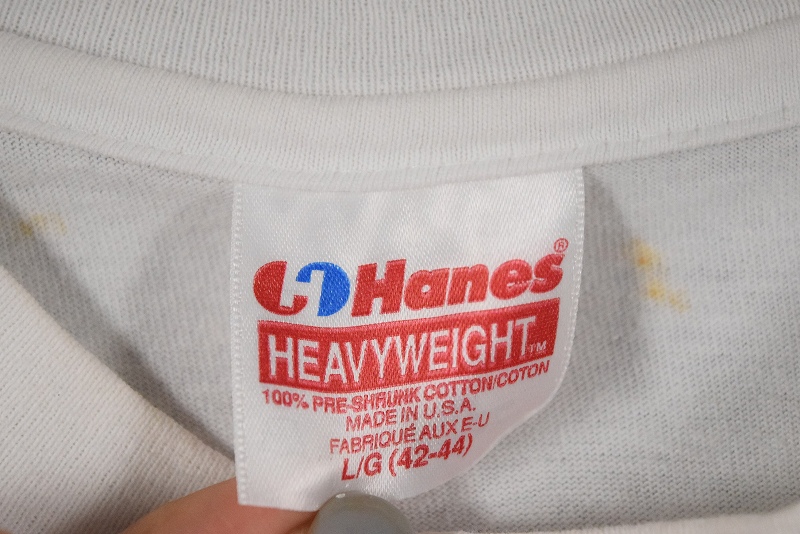 Hanes®
HEAVYWEIGHT™
100% PRE-SHRUNK COTTON/COTON
MADE IN U.S.A.
FABRIQUÉ AUX E-U
L/G (42-44)